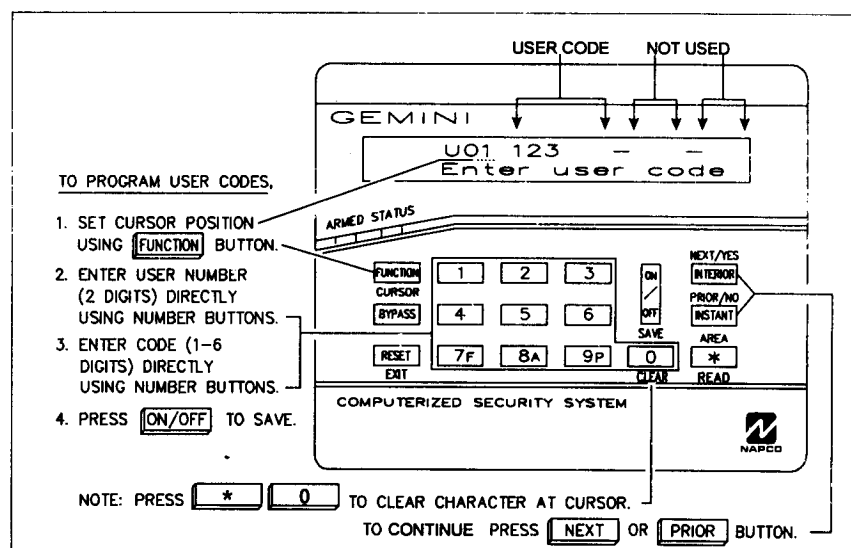 USER CODE NOT USED
GEMINI
U01 123 – –
Enter user code
TO PROGRAM USER CODES,
1. SET CURSOR POSITION
USING FUNCTION BUTTON.
2. ENTER USER NUMBER
(2 DIGITS) DIRECTLY
USING NUMBER BUTTONS.
3. ENTER CODE (1–6
DIGITS) DIRECTLY
USING NUMBER BUTTONS.
4. PRESS ON/OFF TO SAVE.
ARMED STATUS
NEXT/YES
FUNCTION 1 2 3 ON INTERIOR
CURSOR / PRIOR/NO
BYPASS 4 5 6 OFF INSTANT
SAVE AREA
RESET 7F 8A 9P 0 *
EXIT CLEAR READ
COMPUTERIZED SECURITY SYSTEM
NAPCO
NOTE: PRESS * 0 TO CLEAR CHARACTER AT CURSOR.
TO CONTINUE PRESS NEXT OR PRIOR BUTTON.